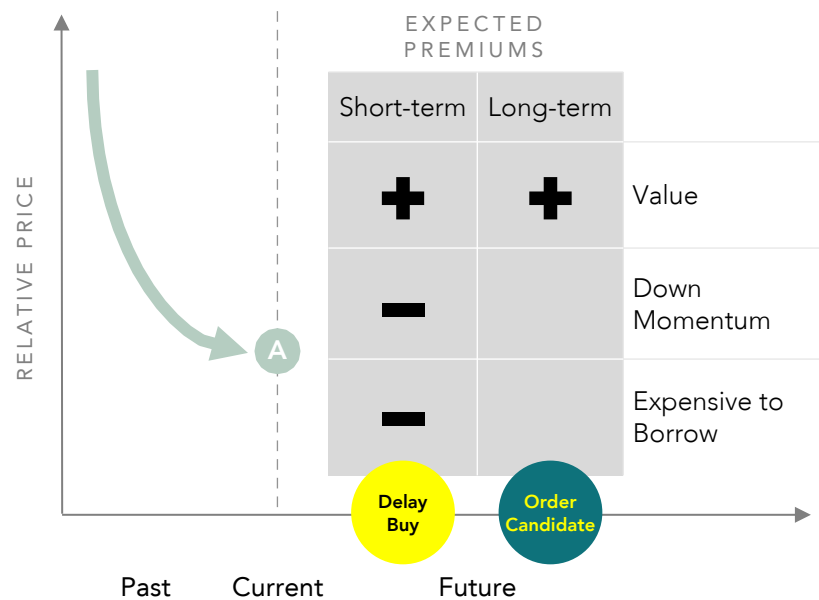 EXPECTED
PREMIUMS
Short-term Long-term
RELATIVE PRICE
Value
Down
Momentum
A
Expensive to
Borrow
Delay
Buy
Order
Candidate
Past Current Future